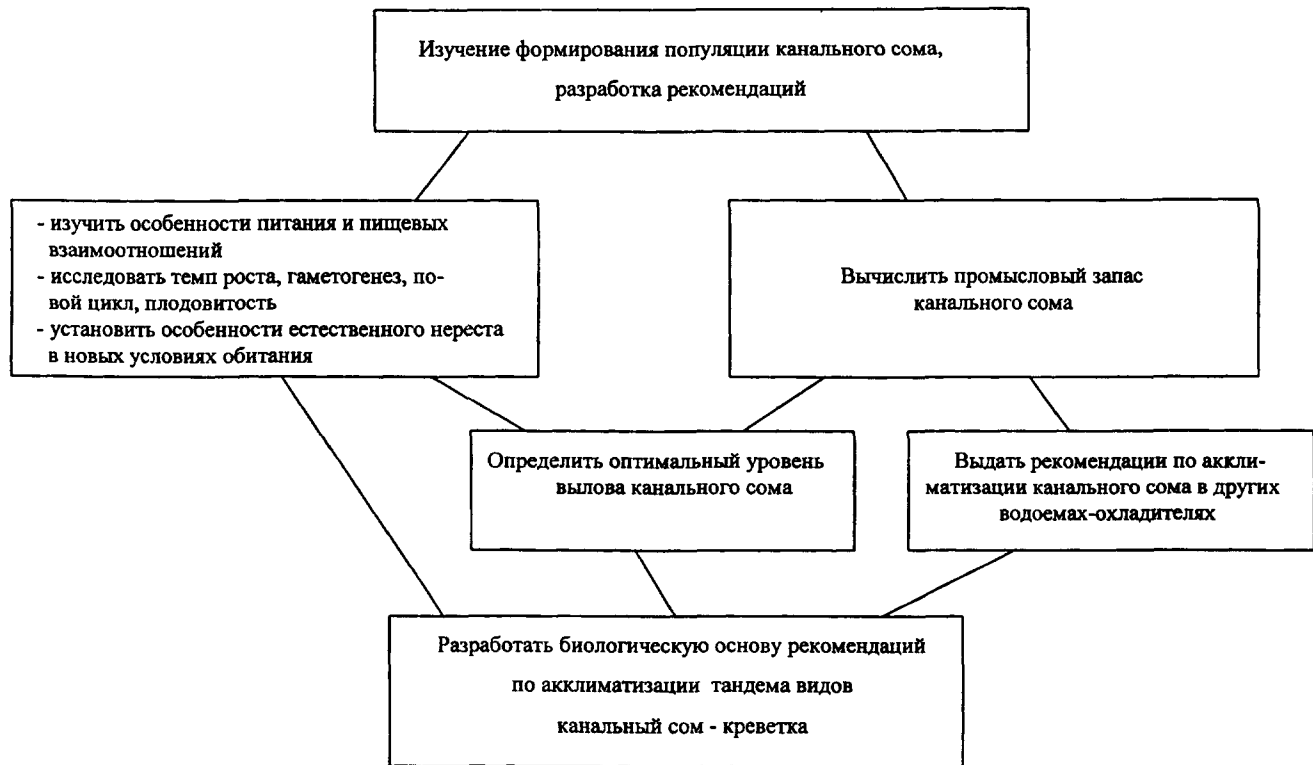 Изучение формирования популяции канального сома,
разработка рекомендаций
- изучить особенности питания и пищевых
взаимоотношений
- исследовать темп роста, гаметогенез, по-
вой цикл, плодовитость
- установить особенности естественного нереста
в новых условиях обитания
Вычислить промысловый запас
канального сома
Определить оптимальный уровень
вылова канального сома
Выдать рекомендации по аккли-
матизации канального сома в других
водоемах-охладителях
Разработать биологическую основу рекомендаций
по акклиматизации тандема видов
канальный сом - креветка